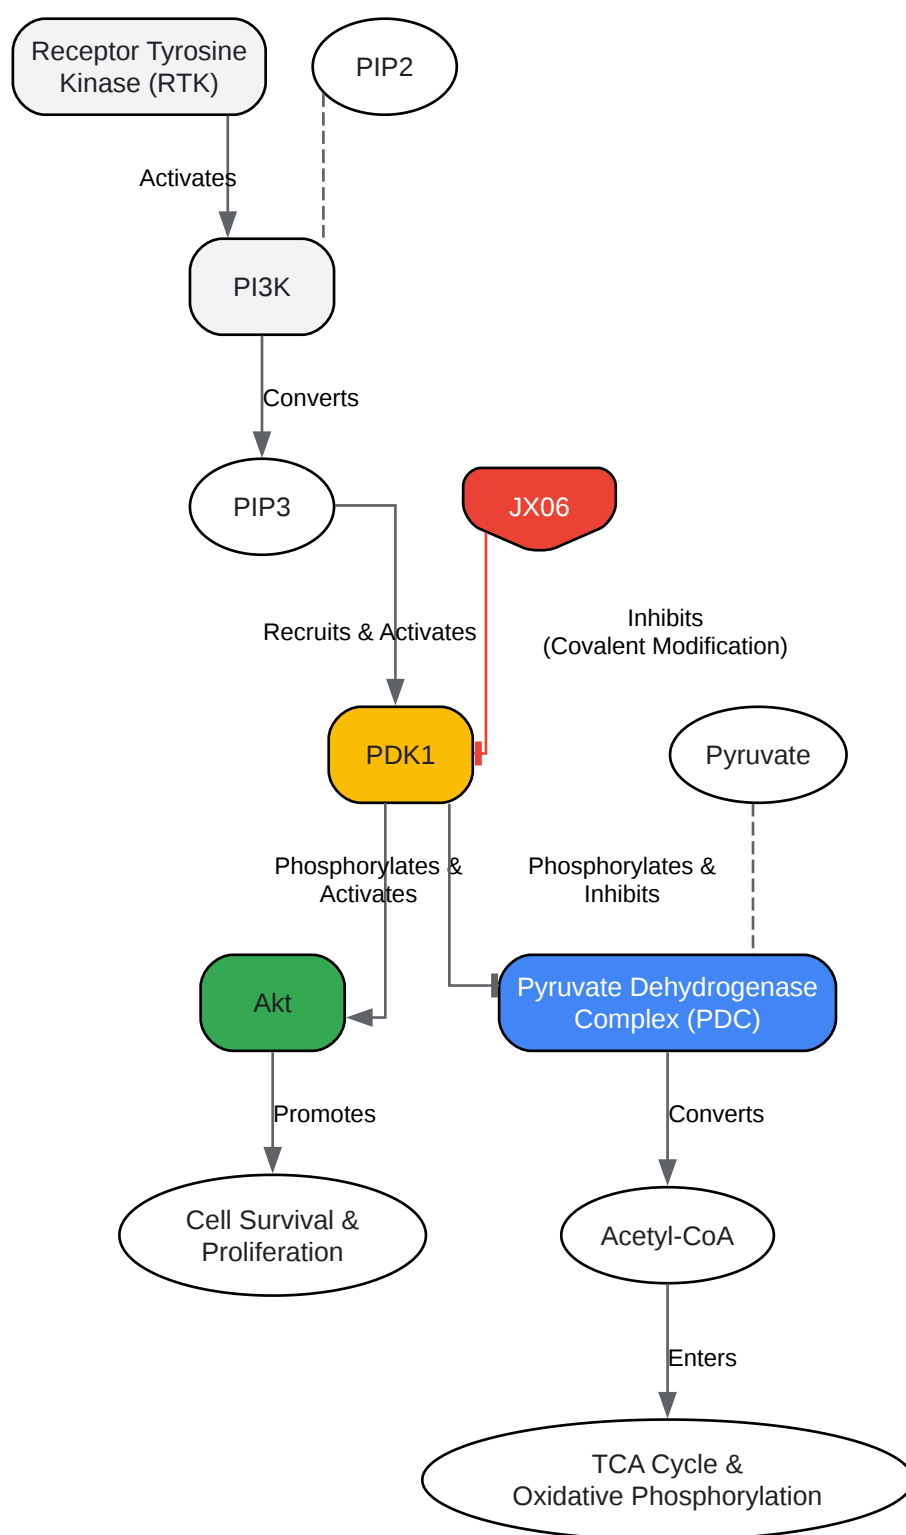 Receptor Tyrosine
Kinase (RTK)
PIP2
Activates
PI3K
Converts
PIP3
JX06
Recruits & Activates
Inhibits
(Covalent Modification)
PDK1
Pyruvate
Phosphorylates &
Activates
Phosphorylates &
Inhibits
Akt
Pyruvate Dehydrogenase
Complex (PDC)
Promotes
Converts
Cell Survival &
Proliferation
Acetyl-CoA
Enters
TCA Cycle &
Oxidative Phosphorylation